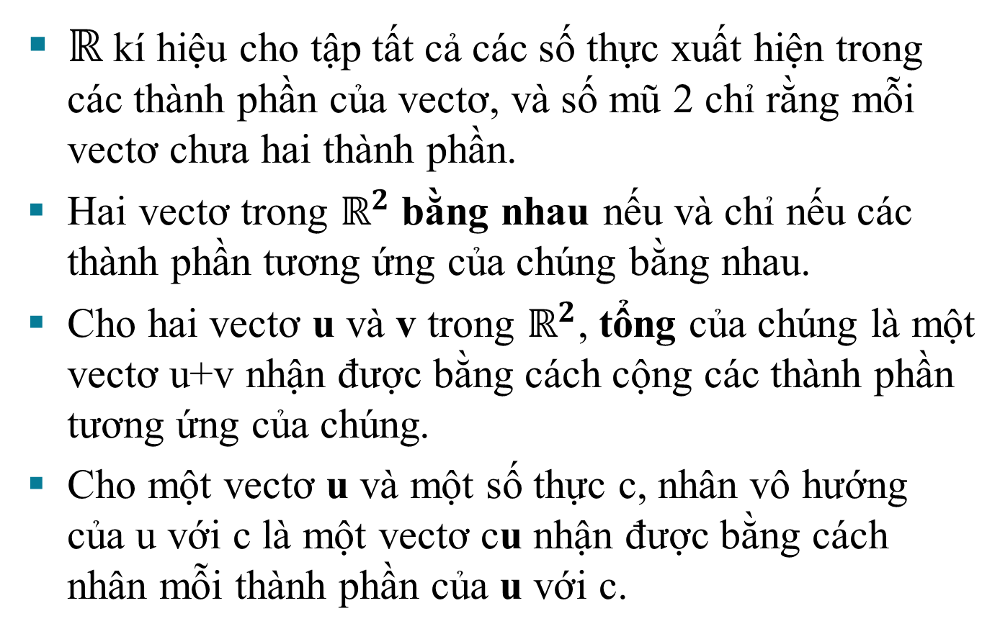 ▪ ℝ kí hiệu cho tập tất cả các số thực xuất hiện trong
các thành phần của vectơ, và số mũ 2 chỉ rằng mỗi
vectơ chưa hai thành phần.
▪ Hai vectơ trong ℝ² bằng nhau nếu và chỉ nếu các
thành phần tương ứng của chúng bằng nhau.
▪ Cho hai vectơ u và v trong ℝ², tổng của chúng là một
vectơ u+v nhận được bằng cách cộng các thành phần
tương ứng của chúng.
▪ Cho một vectơ u và một số thực c, nhân vô hướng
của u với c là một vectơ cu nhận được bằng cách
nhân mỗi thành phần của u với c.